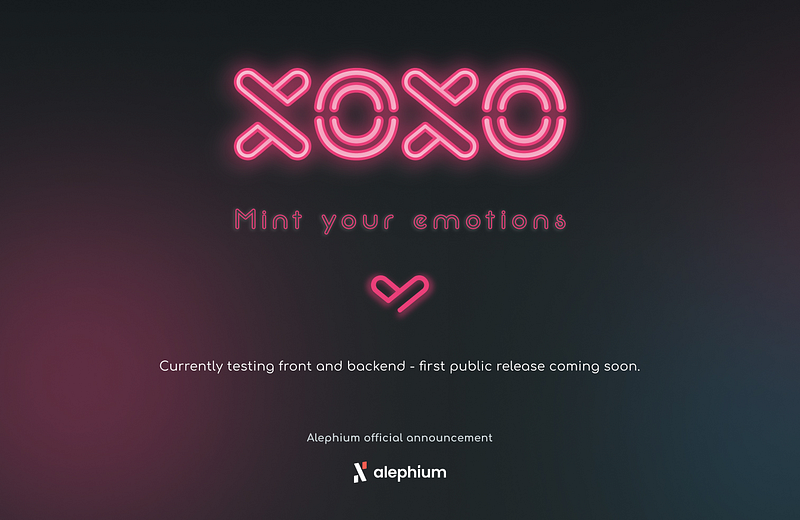 XOXO
Mint your emotions
Currently testing front and backend - first public release coming soon.
Alephium official announcement
alephium